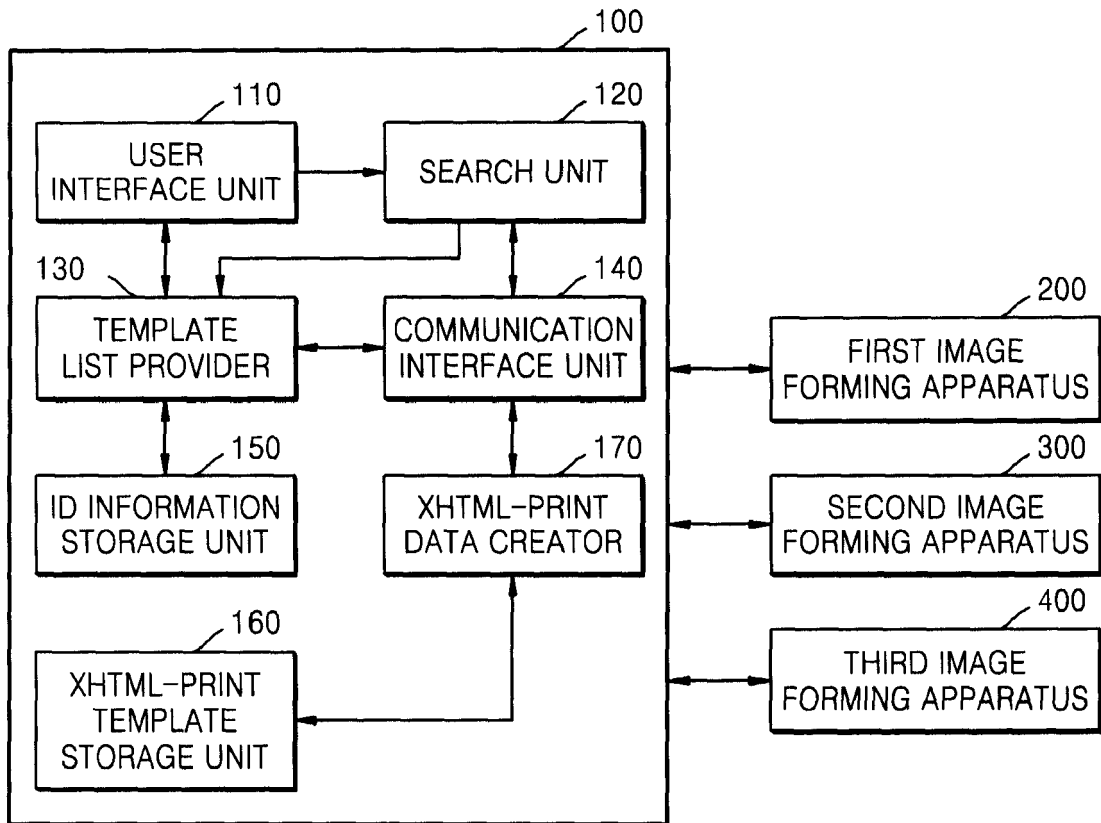 100
110
120
USER
INTERFACE UNIT
SEARCH UNIT
130
140
TEMPLATE
LIST PROVIDER
COMMUNICATION
INTERFACE UNIT
150
170
ID INFORMATION
STORAGE UNIT
XHTML-PRINT
DATA CREATOR
160
XHTML-PRINT
TEMPLATE
STORAGE UNIT
200
FIRST IMAGE
FORMING APPARATUS
300
SECOND IMAGE
FORMING APPARATUS
400
THIRD IMAGE
FORMING APPARATUS